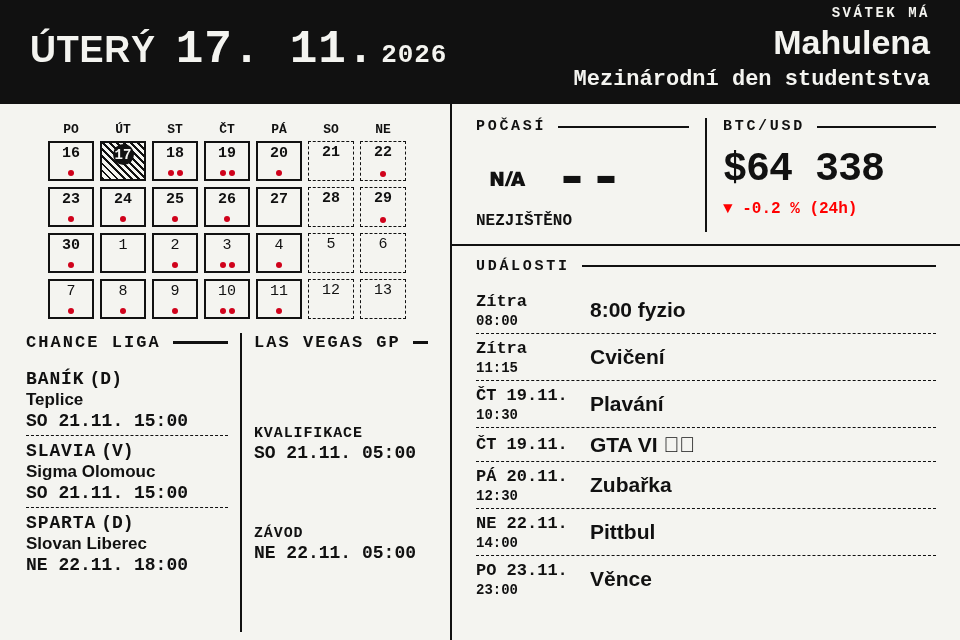 ÚTERÝ 17. 11. 2026
SVÁTEK MÁ
Mahulena
Mezinárodní den studentstva
PO ÚT ST ČT PÁ SO NE
16 17 18 19 20 21 22
23 24 25 26 27 28 29
30 1 2 3 4 5 6
7 8 9 10 11 12 13
CHANCE LIGA
BANÍK (D)
Teplice
SO 21.11. 15:00
SLAVIA (V)
Sigma Olomouc
SO 21.11. 15:00
SPARTA (D)
Slovan Liberec
NE 22.11. 18:00
LAS VEGAS GP
KVALIFIKACE
SO 21.11. 05:00
ZÁVOD
NE 22.11. 05:00
POČASÍ
N/A --
NEZJIŠTĚNO
BTC/USD
$64 338
▼ -0.2 % (24h)
UDÁLOSTI
Zítra
08:00
8:00 fyzio
Zítra
11:15
Cvičení
ČT 19.11.
10:30
Plavání
ČT 19.11.
GTA VI
PÁ 20.11.
12:30
Zubařka
NE 22.11.
14:00
Pittbul
PO 23.11.
23:00
Věnce